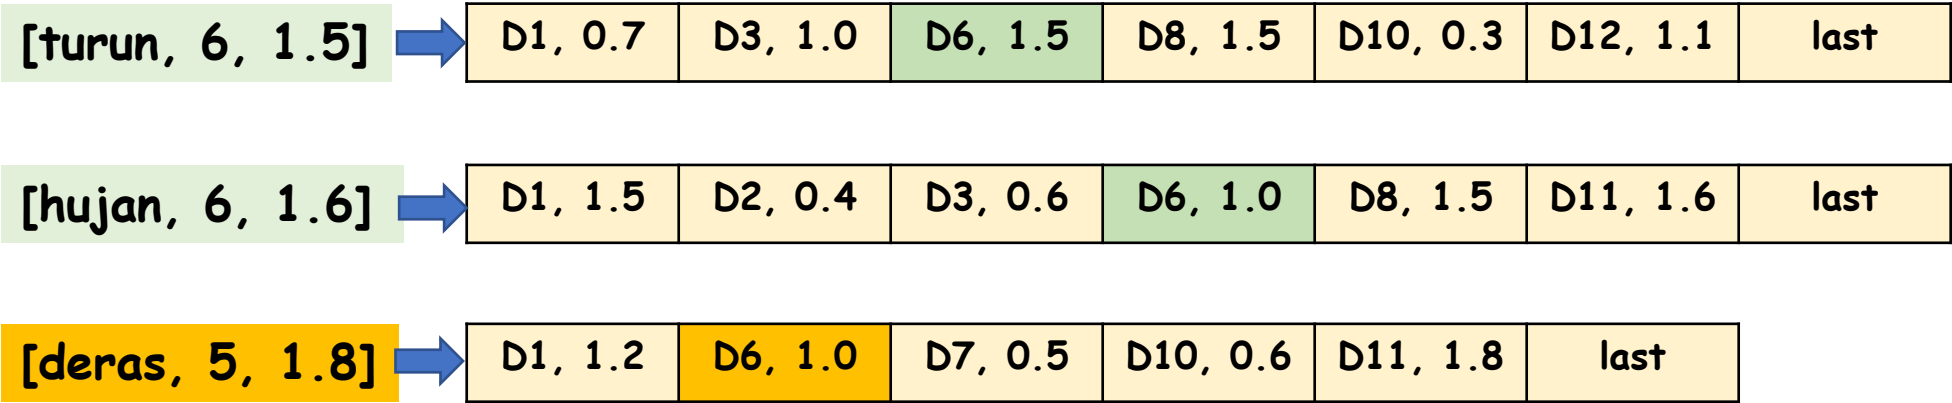 [turun, 6, 1.5] D1, 0.7 D3, 1.0 D6, 1.5 D8, 1.5 D10, 0.3 D12, 1.1 last
[hujan, 6, 1.6] D1, 1.5 D2, 0.4 D3, 0.6 D6, 1.0 D8, 1.5 D11, 1.6 last
[deras, 5, 1.8] D1, 1.2 D6, 1.0 D7, 0.5 D10, 0.6 D11, 1.8 last